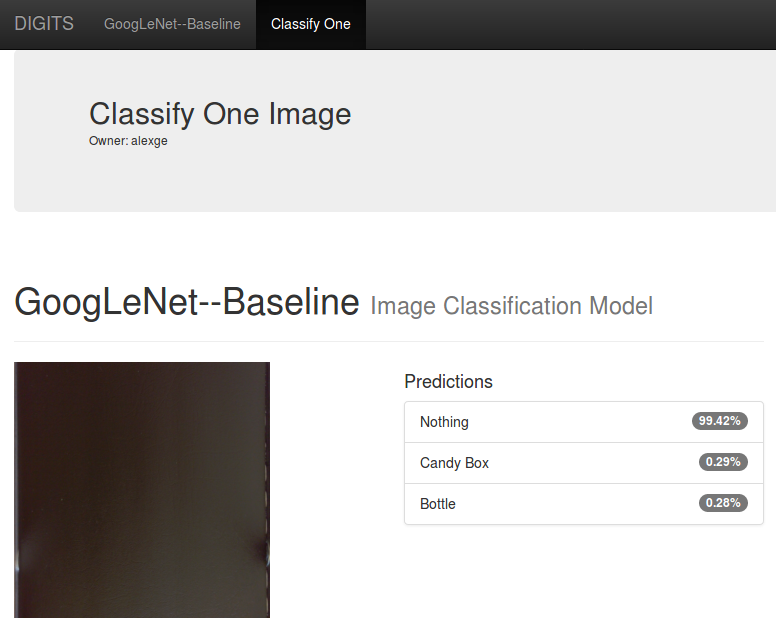 DIGITS GoogLeNet--Baseline Classify One
Classify One Image
Owner: alexge
GoogLeNet--Baseline Image Classification Model
Predictions
Nothing 99.42%
Candy Box 0.29%
Bottle 0.28%